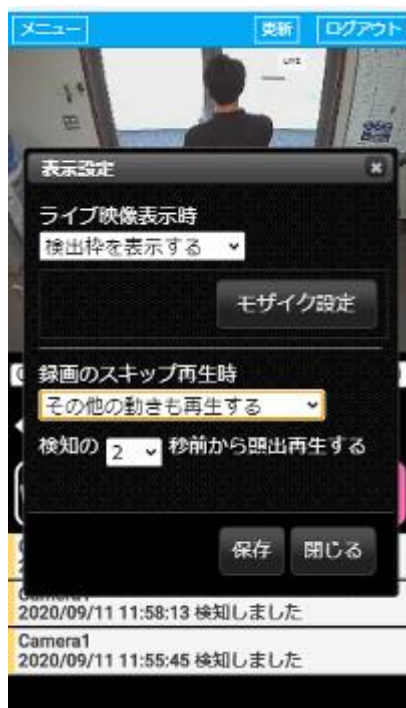 メニュー
更新
ログアウト
LIVE
表示設定
ライブ映像表示時
検出枠を表示する
モザイク設定
録画のスキップ再生時
その他の動きも再生する
検知の 2 秒前から頭出再生する
保存
閉じる
2020/09/11 11:58:13 検知しました
Camera1
2020/09/11 11:55:45 検知しました